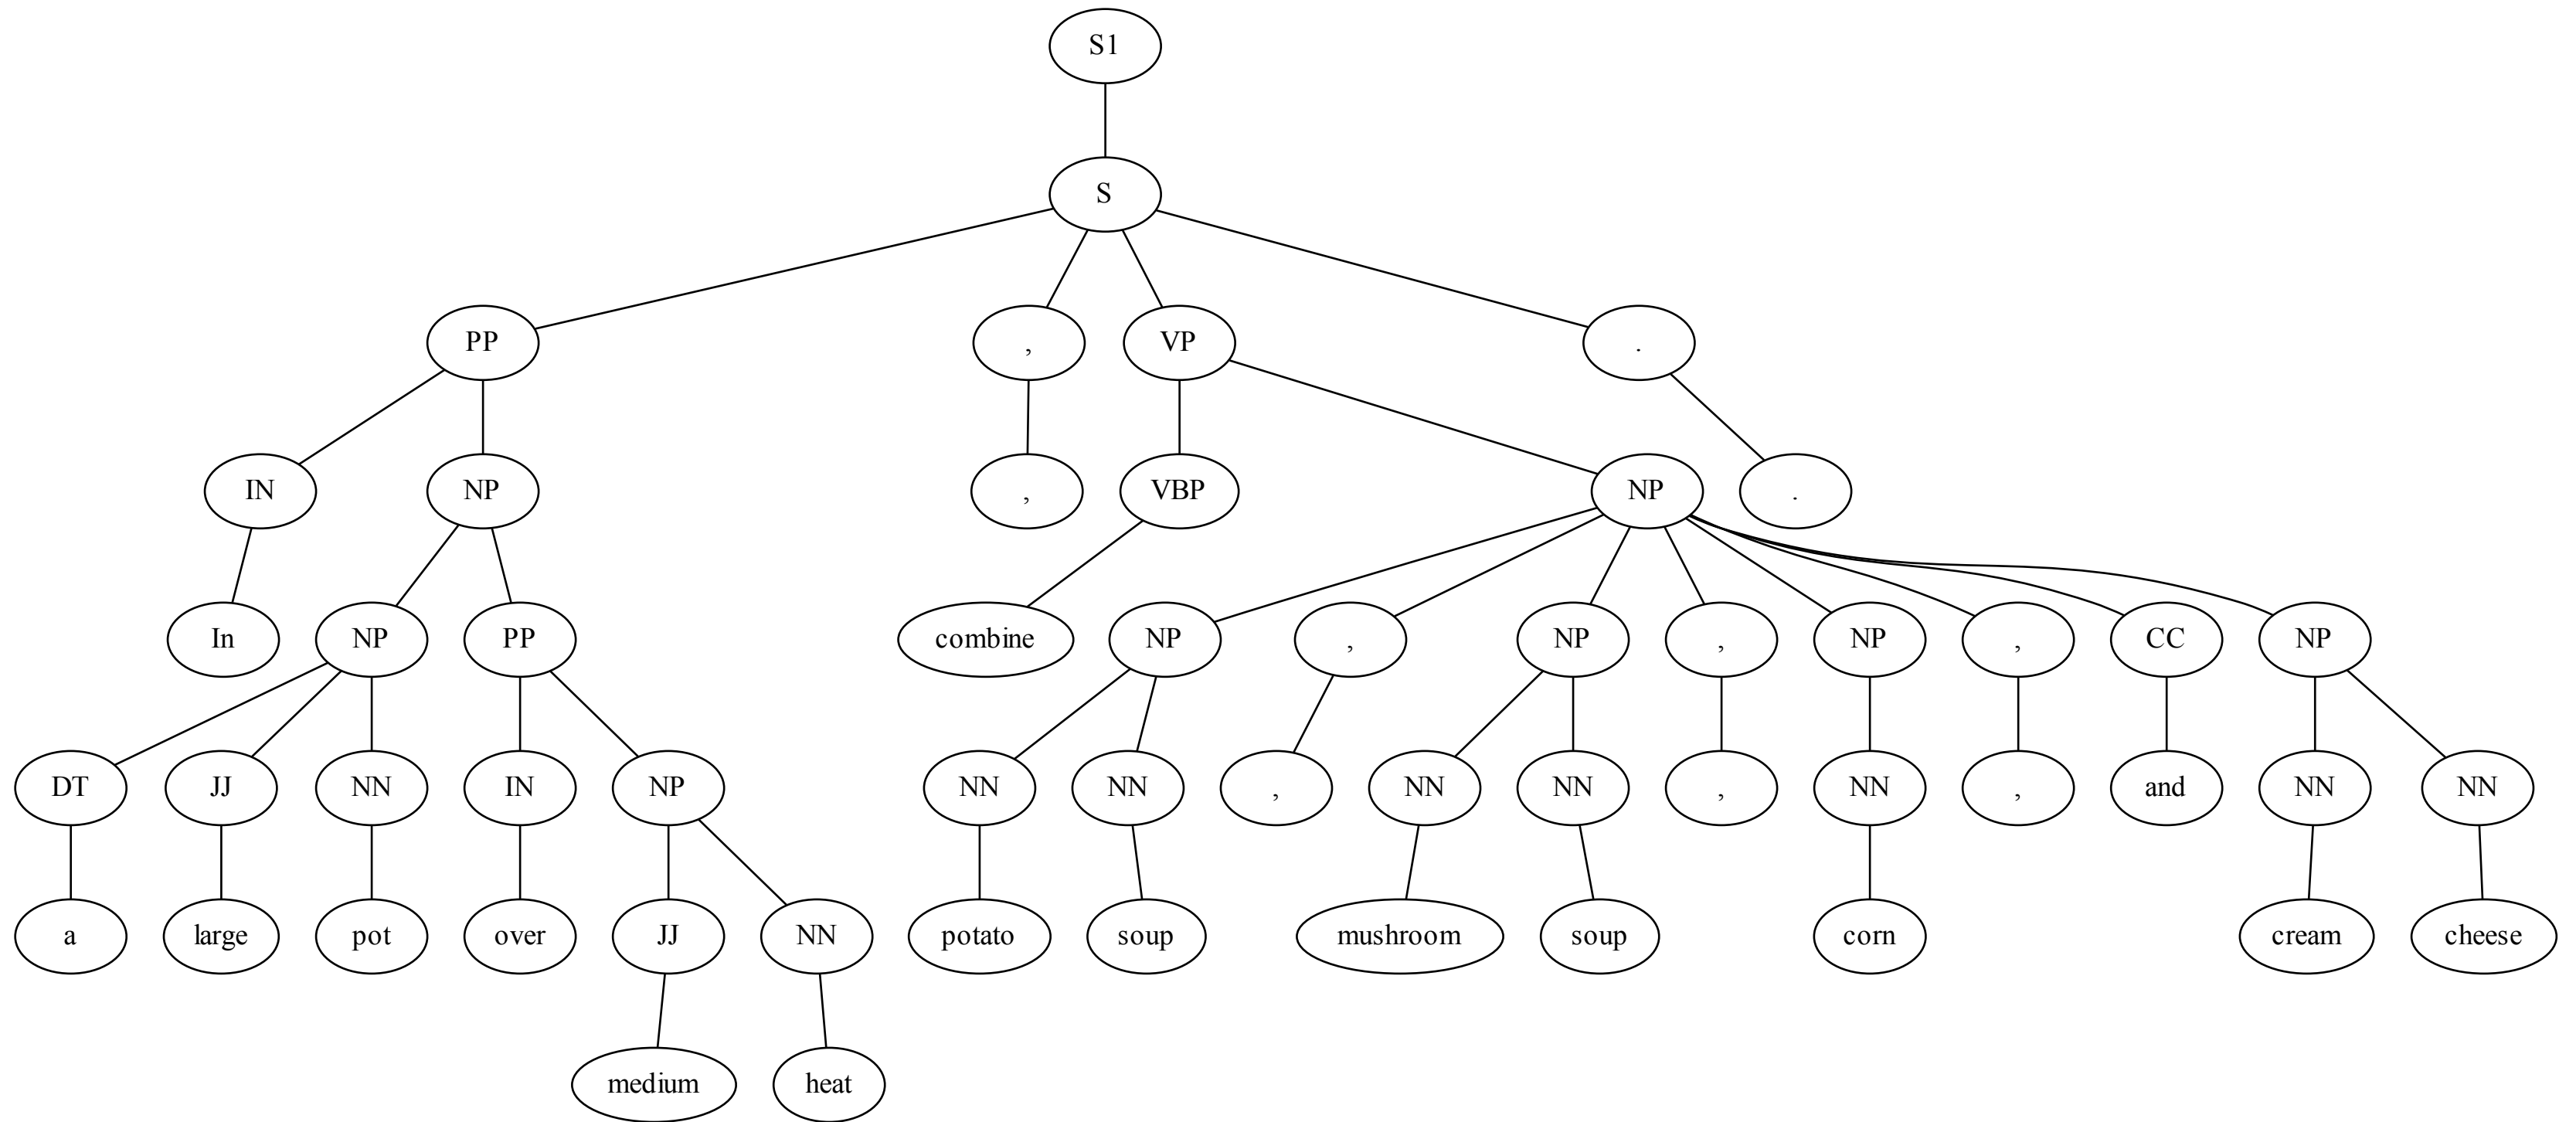 S1
S
PP , VP .
IN NP , VBP NP .
In NP PP combine NP , NP , NP , CC NP
DT JJ NN IN NP NN NN , NN NN , NN , and NN NN
a large pot over JJ NN potato soup mushroom soup corn cream cheese
medium heat